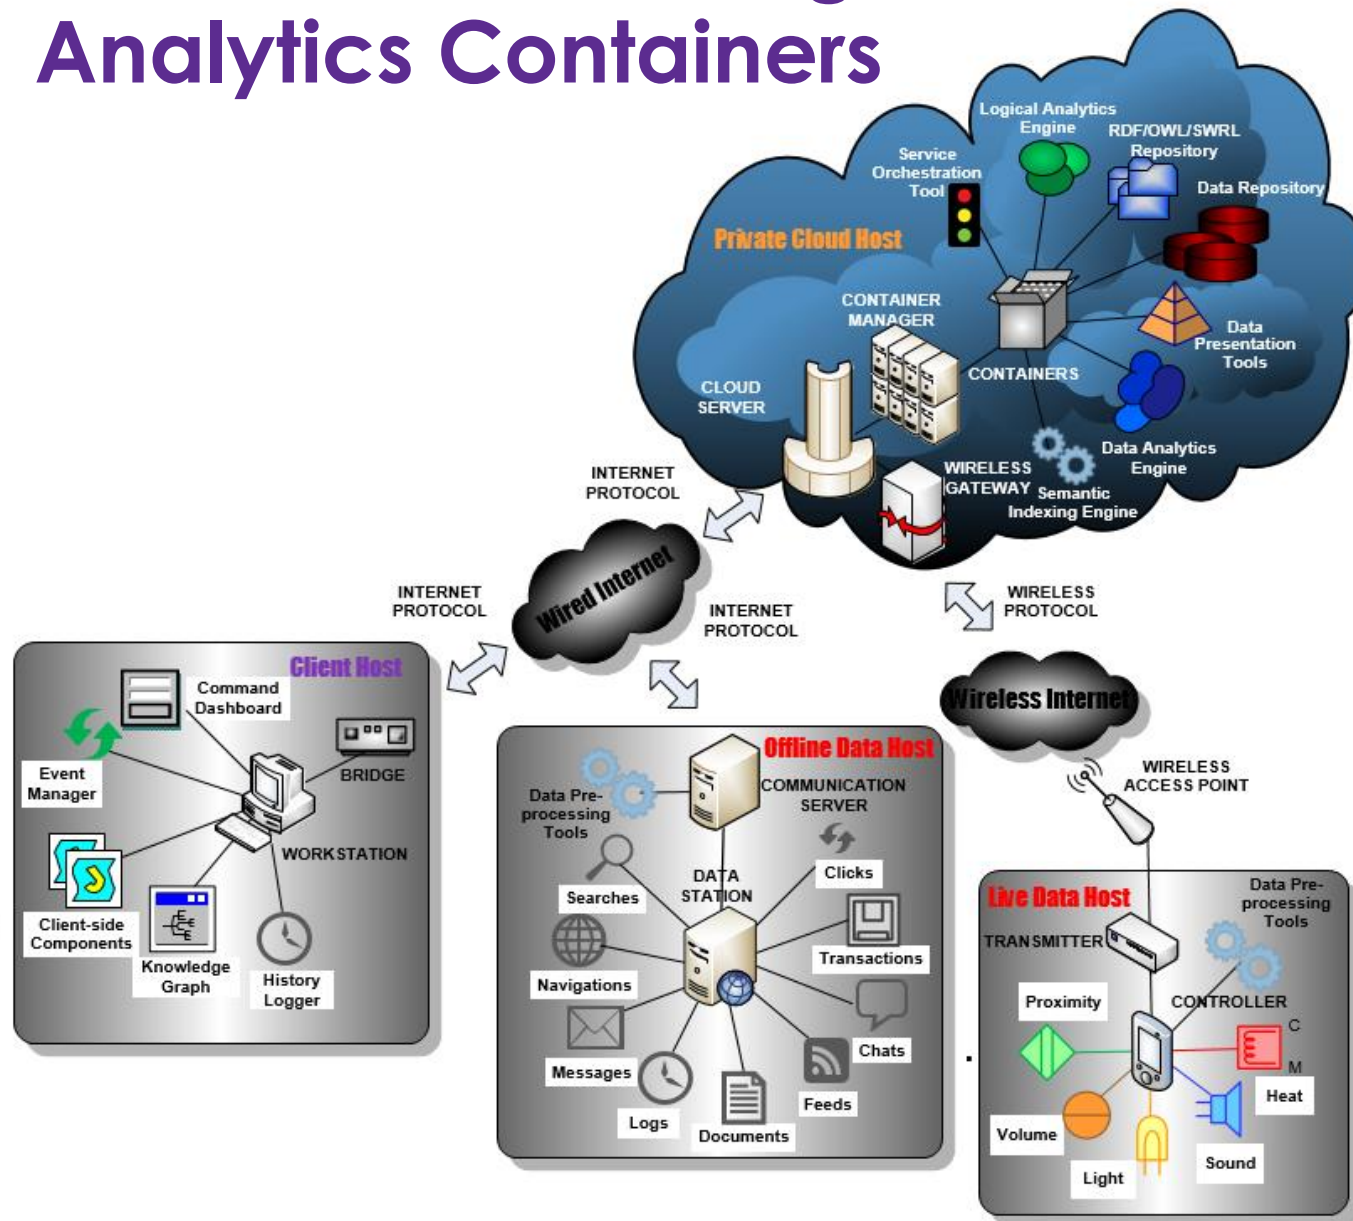 Analytics Containers
Logical Analytics
Engine
RDF/OWL/SWRL
Repository
Service
Orchestration
Tool
Data Repository
Private Cloud Host
CONTAINER
MANAGER
Data
Presentation
Tools
CONTAINERS
CLOUD
SERVER
Data Analytics
Engine
WIRELESS
GATEWAY
Semantic
Indexing Engine
INTERNET
PROTOCOL
Wired Internet
INTERNET
PROTOCOL
INTERNET
PROTOCOL
WIRELESS
PROTOCOL
Wireless Internet
WIRELESS
ACCESS POINT
Client Host
Command
Dashboard
Event
Manager
BRIDGE
WORKSTATION
Client-side
Components
E
E
E
E
Knowledge
Graph
History
Logger
Offline Data Host
COMMUNICATION
SERVER
Data Pre-
processing
Tools
DATA
STATION
Searches
Clicks
Navigations
Transactions
Messages
Chats
Logs
Documents
Feeds
.
Live Data Host
Data Pre-
processing
Tools
TRANSMITTER
CONTROLLER
Proximity
C
M
Heat
Volume
Light
Sound